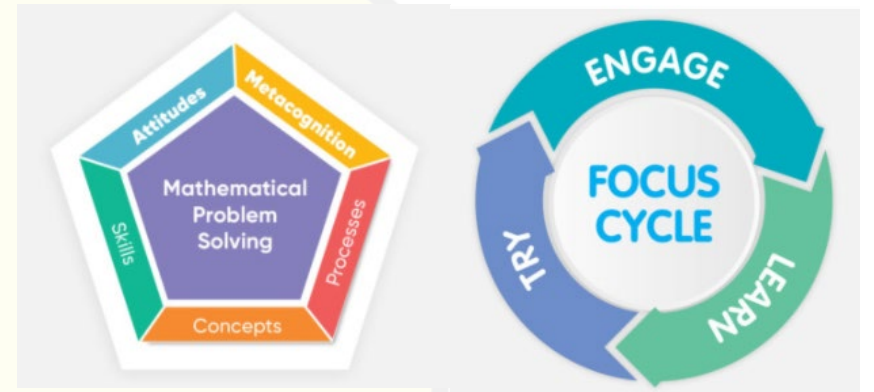 Attitudes
Metacognition
Mathematical
Problem
Solving
Skills
Processes
Concepts
ENGAGE
FOCUS
CYCLE
TRY
LEARN